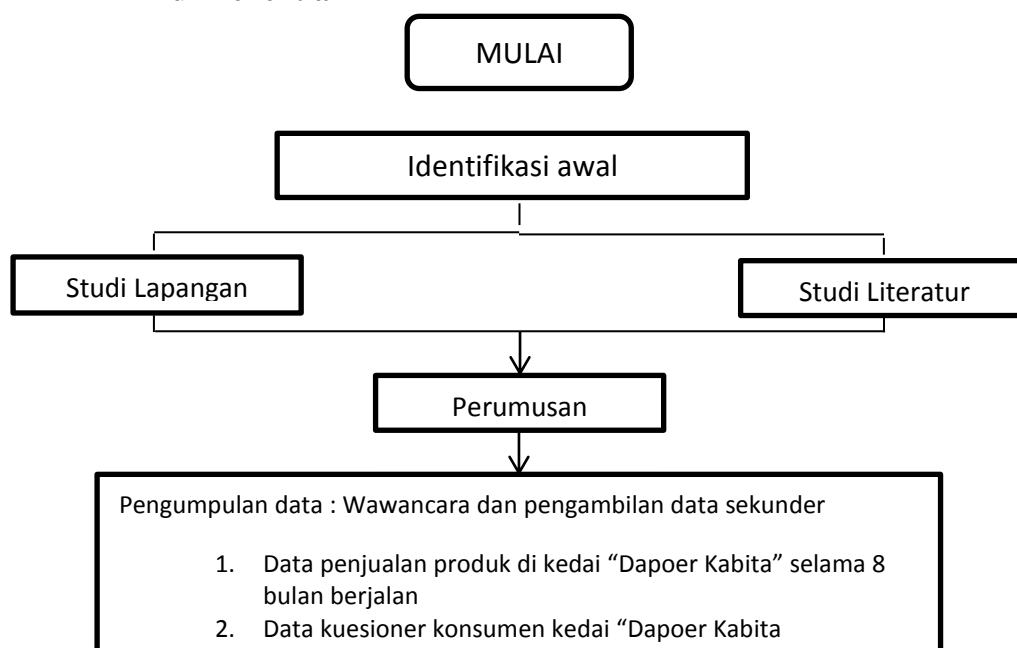 MULAI
Identifikasi awal
Studi Lapangan
Studi Literatur
Perumusan
Pengumpulan data : Wawancara dan pengambilan data sekunder
1. Data penjualan produk di kedai “Dapoer Kabita” selama 8
bulan berjalan
2. Data kuesioner konsumen kedai “Dapoer Kabita